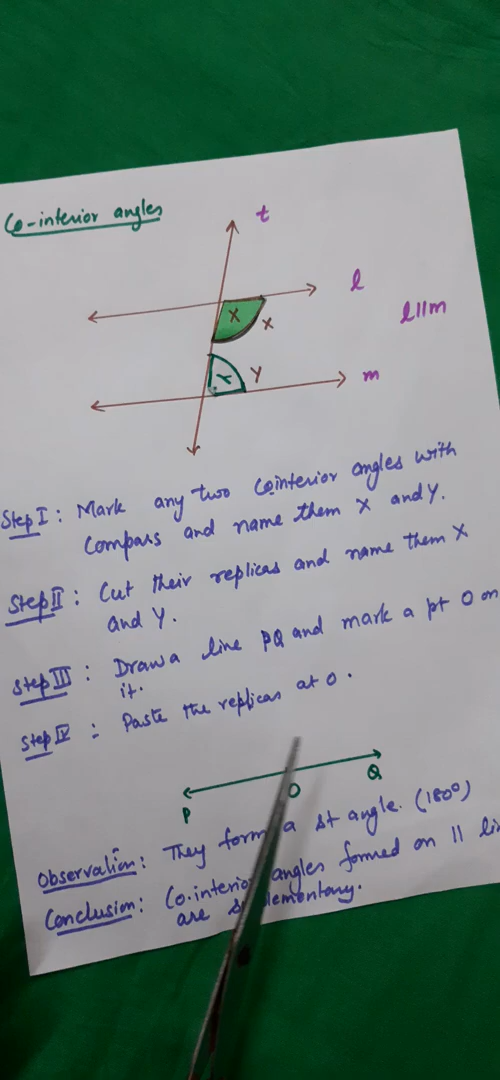 Co-interior angles
t
l
l||m
X
X
Y
Y
m
Step I : Mark any two Cointerior angles with
Compass and name them X and Y.
Step II : Cut their replicas and name them X
and Y.
Step III : Draw a line PQ and mark a pt O on
it.
Step IV : Paste the replicas at O.
P
O
Q
Observation : They form a st angle. (180°)
Conclusion : Co.interior angles formed on ||
are